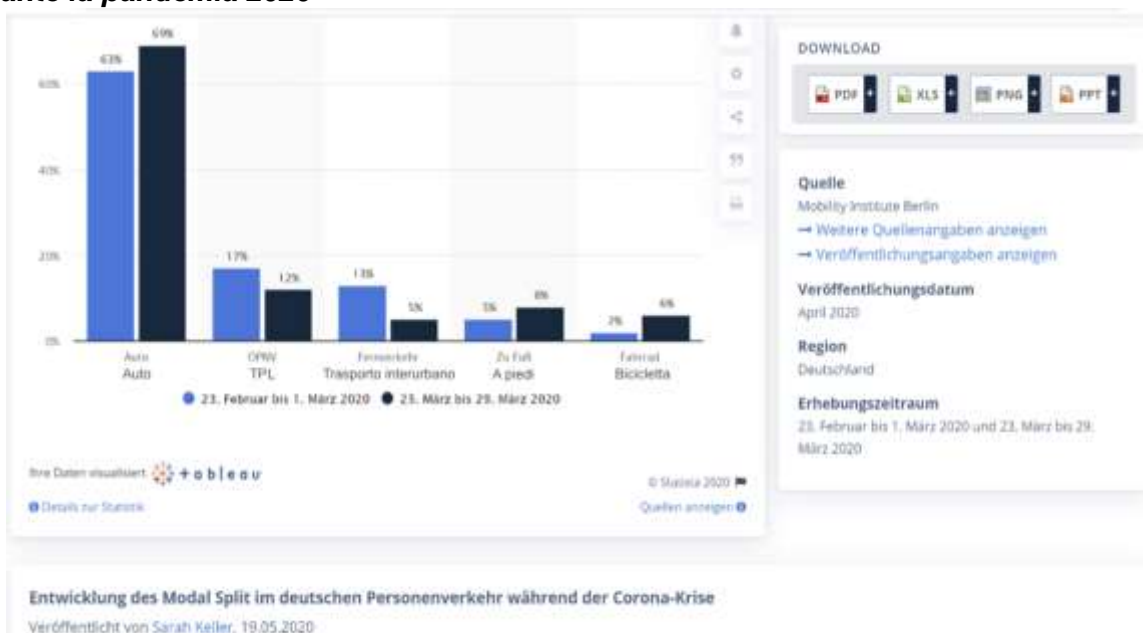 la pandemia 2020
69%
63%
60%
40%
20%
0%
17%
12%
13%
5%
5%
8%
2%
6%
Auto
ÖPNV
Fernverkehr
Zu Fuß
Fahrrad
Auto
TPL
Trasporto interurbano
A piedi
Bicicletta
23. Februar bis 1. März 2020
23. März bis 29. März 2020
Ihre Daten visualisiert
+ a b l e a u
© Statista 2020
Details zur Statistik
Quellen anzeigen
DOWNLOAD
PDF + XLS + PNG + PPT +
Quelle
Mobility Institute Berlin
→ Weitere Quellenangaben anzeigen
→ Veröffentlichungsangaben anzeigen
Veröffentlichungsdatum
April 2020
Region
Deutschland
Erhebungszeitraum
23. Februar bis 1. März 2020 und 23. März bis 29.
März 2020
Entwicklung des Modal Split im deutschen Personenverkehr während der Corona-Krise
Veröffentlicht von Sarah Keller, 19.05.2020